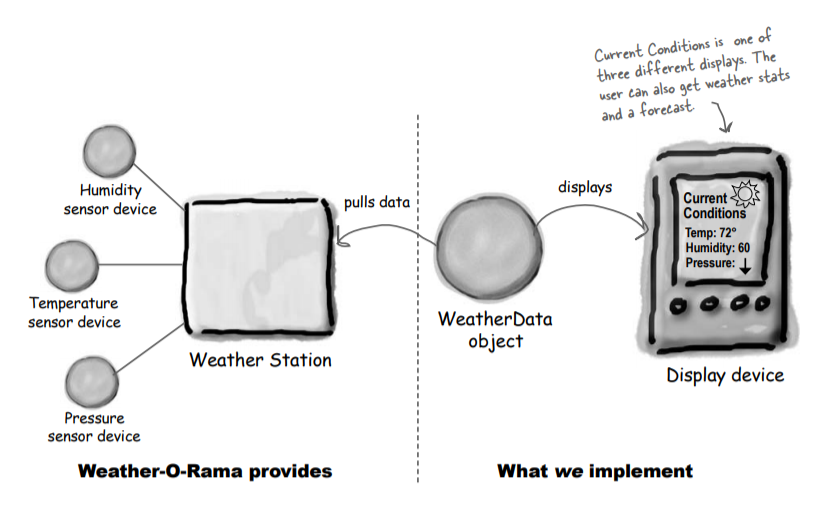 Current Conditions is one of
three different displays. The
user can also get weather stats
and a forecast.
Humidity
sensor device
pulls data
displays
Current
Conditions
Temp: 72°
Humidity: 60
Pressure:
Temperature
sensor device
Weather Station
WeatherData
object
Display device
Pressure
sensor device
Weather-O-Rama provides
What we implement